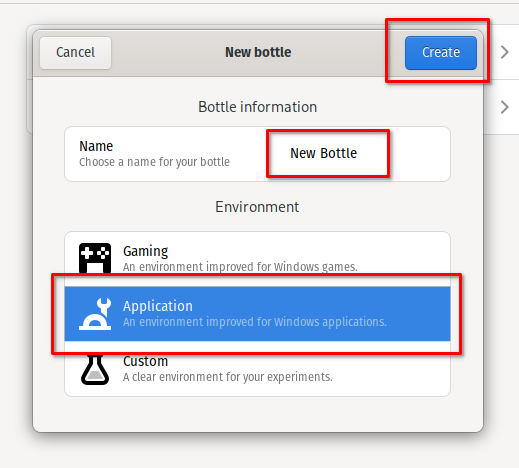 Cancel
New bottle
Create
Bottle information
Name
Choose a name for your bottle
New Bottle
Environment
Gaming
An environment improved for Windows games.
Application
An environment improved for Windows applications.
Custom
A clear environment for your experiments.